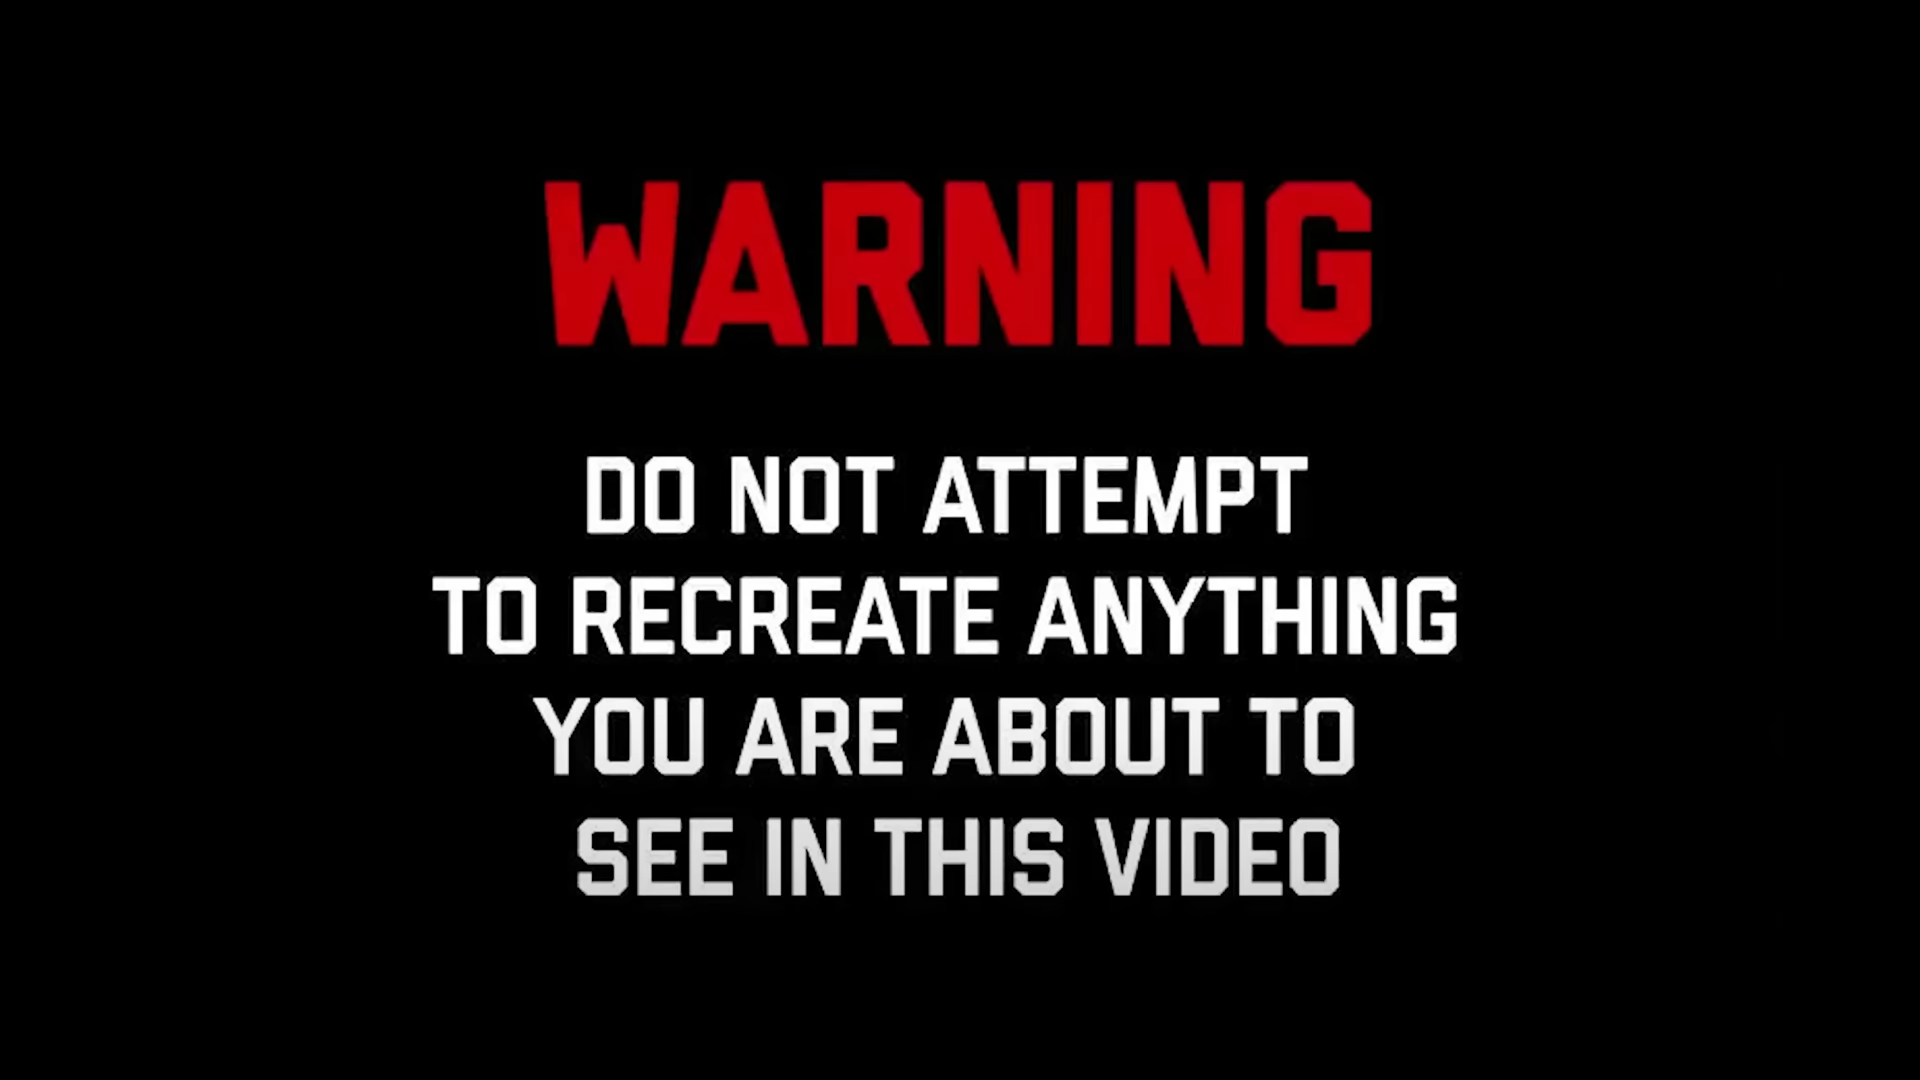 WARNING
DO NOT ATTEMPT
TO RECREATE ANYTHING
YOU ARE ABOUT TO
SEE IN THIS VIDEO